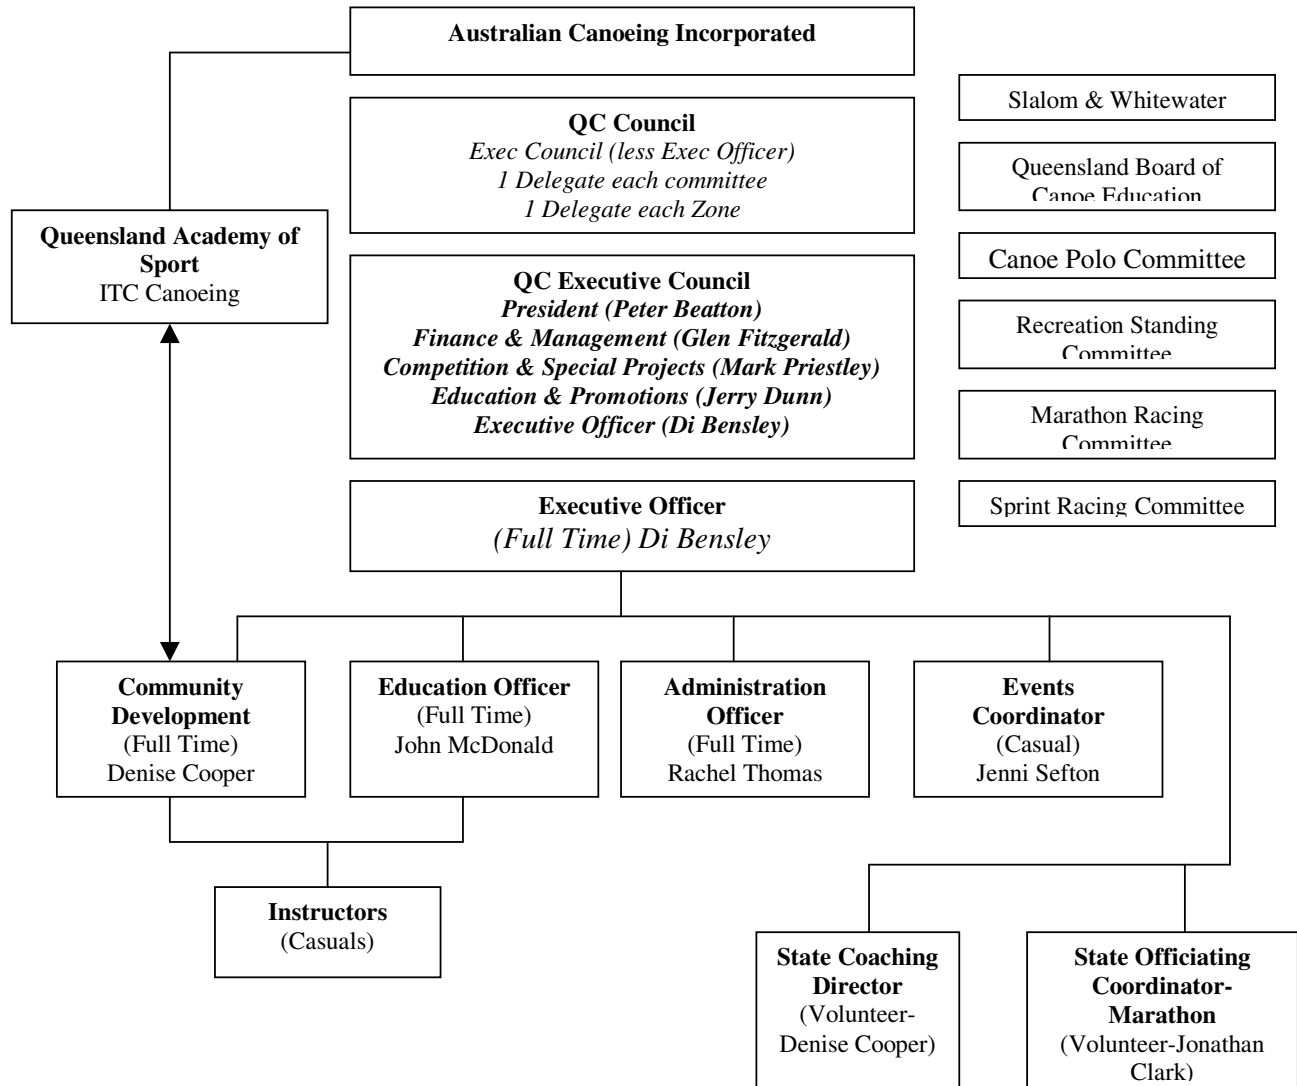 Australian Canoeing Incorporated
QC Council
Exec Council (less Exec Officer)
1 Delegate each committee
1 Delegate each Zone
Slalom & Whitewater
Queensland Board of
Canoe Education
Queensland Academy of
Sport
ITC Canoeing
QC Executive Council
President (Peter Beatton)
Finance & Management (Glen Fitzgerald)
Competition & Special Projects (Mark Priestley)
Education & Promotions (Jerry Dunn)
Executive Officer (Di Bensley)
Canoe Polo Committee
Recreation Standing
Committee
Marathon Racing
Committee
Sprint Racing Committee
Executive Officer
(Full Time) Di Bensley
Community
Development
(Full Time)
Denise Cooper
Education Officer
(Full Time)
John McDonald
Administration
Officer
(Full Time)
Rachel Thomas
Events
Coordinator
(Casual)
Jenni Sefton
Instructors
(Casuals)
State Coaching
Director
(Volunteer-
Denise Cooper)
State Officiating
Coordinator-
Marathon
(Volunteer-Jonathan
Clark)